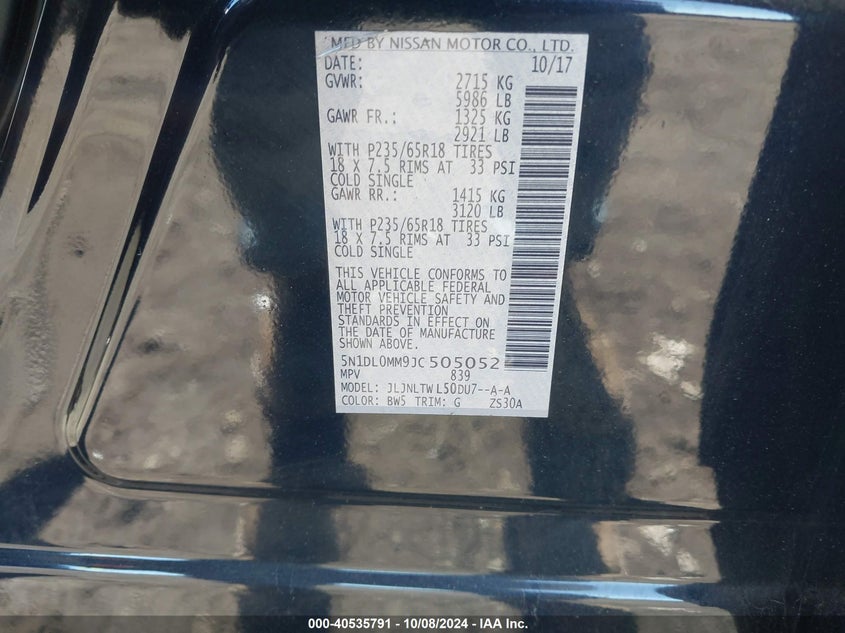 MFD BY NISSAN MOTOR CO., LTD.
DATE: 10/17
GVWR: 2715 KG
5986 LB
GAWR FR.: 1325 KG
2921 LB
WITH P235/65R18 TIRES
18 X 7.5 RIMS AT 33 PSI
COLD SINGLE
GAWR RR.: 1415 KG
3120 LB
WITH P235/65R18 TIRES
18 X 7.5 RIMS AT 33 PSI
COLD SINGLE
THIS VEHICLE CONFORMS TO
ALL APPLICABLE FEDERAL
MOTOR VEHICLE SAFETY AND
THEFT PREVENTION
STANDARDS IN EFFECT ON
THE DATE OF MANUFACTURE
SHOWN ABOVE.
5N1DL0MM9JC505052
MPV 839
MODEL: JLJNLTWL50DU7--A-A
COLOR: BW5 TRIM: G ZS30A
000-40535791 - 10/08/2024 - IAA Inc.